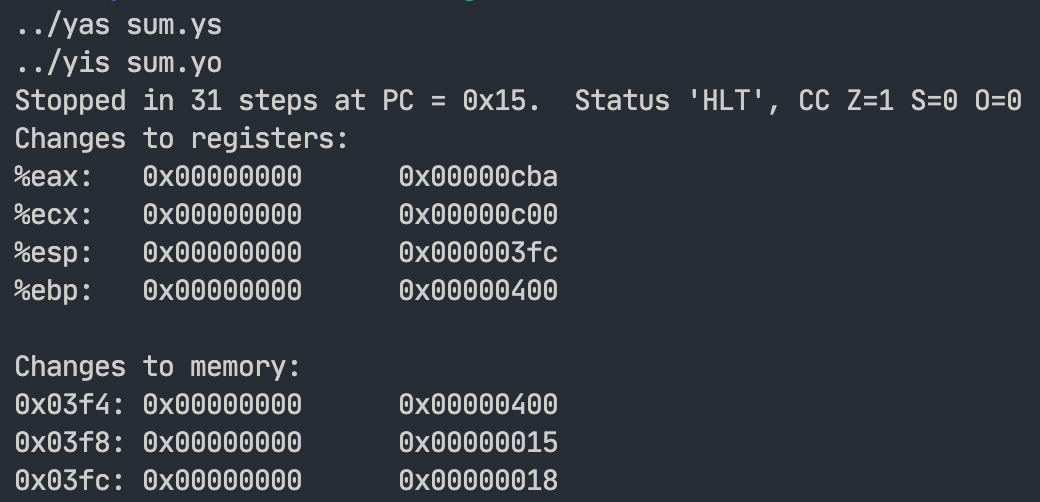 ../yas sum.ys
../yis sum.yo
Stopped in 31 steps at PC = 0x15.  Status 'HLT', CC Z=1 S=0 O=0
Changes to registers:
%eax:   0x00000000      0x00000cba
%ecx:   0x00000000      0x00000c00
%esp:   0x00000000      0x000003fc
%ebp:   0x00000000      0x00000400

Changes to memory:
0x03f4: 0x00000000      0x00000400
0x03f8: 0x00000000      0x00000015
0x03fc: 0x00000000      0x00000018